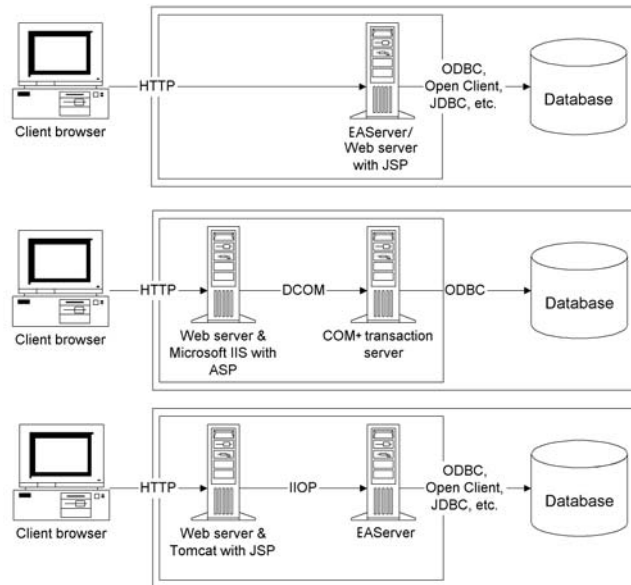 HTTP
ODBC,
Open Client,
JDBC, etc.
Database
Client browser
EAServer/
Web server
with JSP
HTTP
DCOM
ODBC
Database
Client browser
Web server &
Microsoft IIS with
ASP
COM+ transaction
server
HTTP
IIOP
ODBC,
Open Client,
JDBC, etc.
Database
Client browser
Web server &
Tomcat with JSP
EAServer